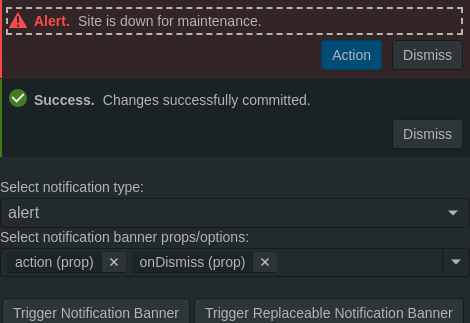 Alert. Site is down for maintenance.
Action Dismiss
Success. Changes successfully committed.
Dismiss
Select notification type:
alert
Select notification banner props/options:
action (prop) onDismiss (prop)
Trigger Notification Banner Trigger Replaceable Notification Banner